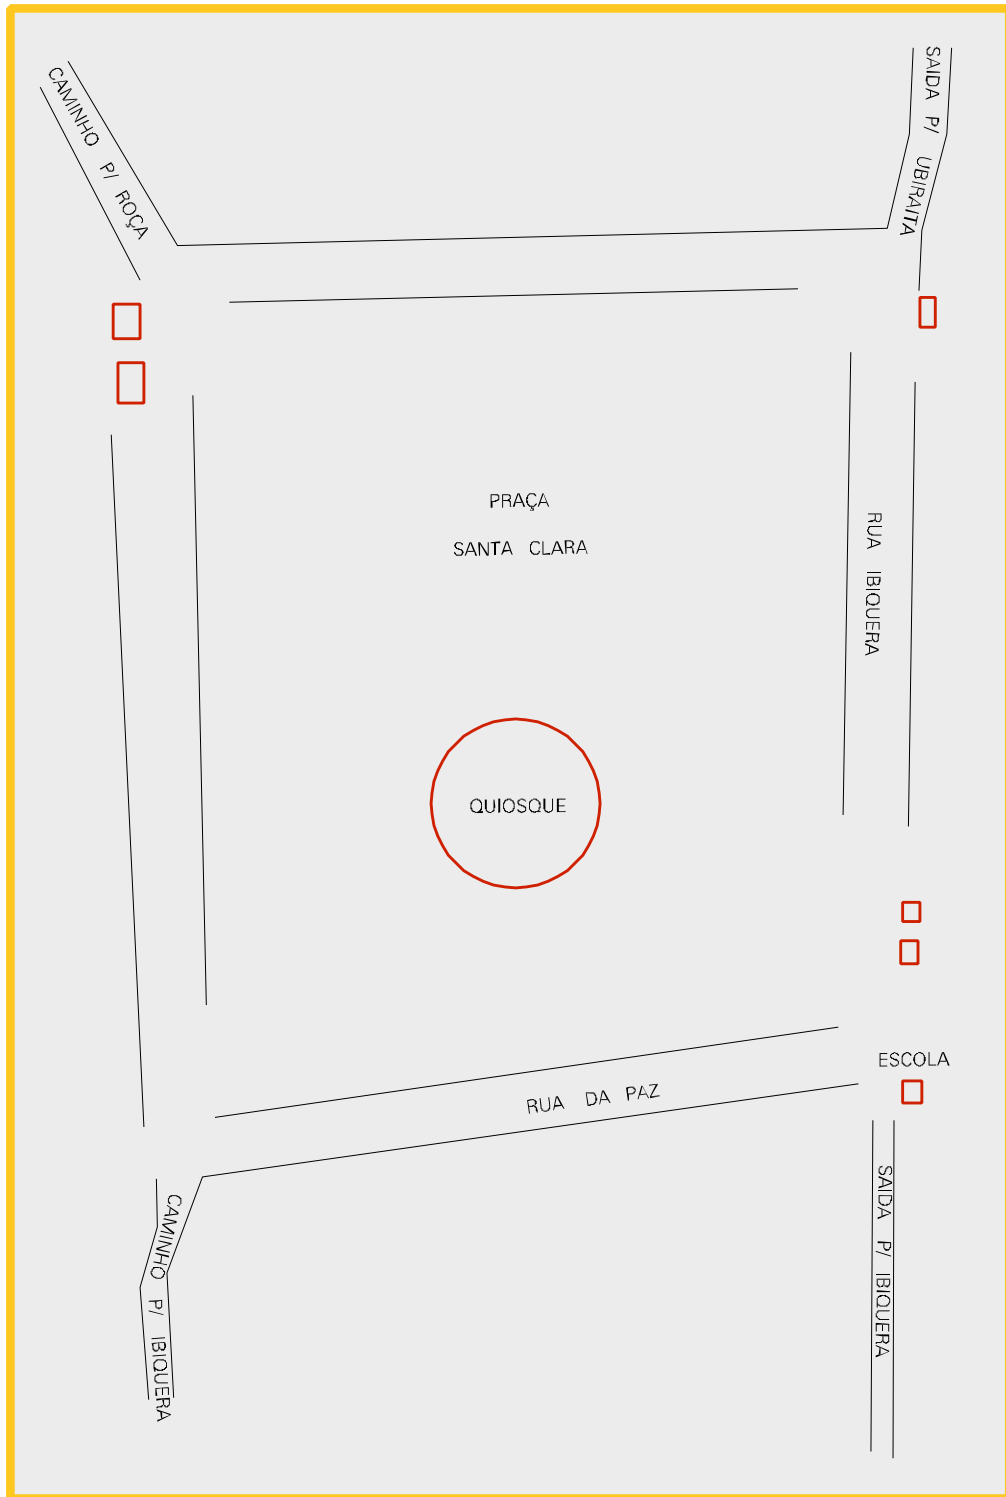 CAMINHO P/ ROÇA
SAIDA P/ UBIRAITA
PRAÇA
SANTA CLARA
RUA IBIQUERA
QUIOSQUE
ESCOLA
RUA DA PAZ
CAMINHO P/ IBIQUERA
SAIDA P/ IBIQUERA